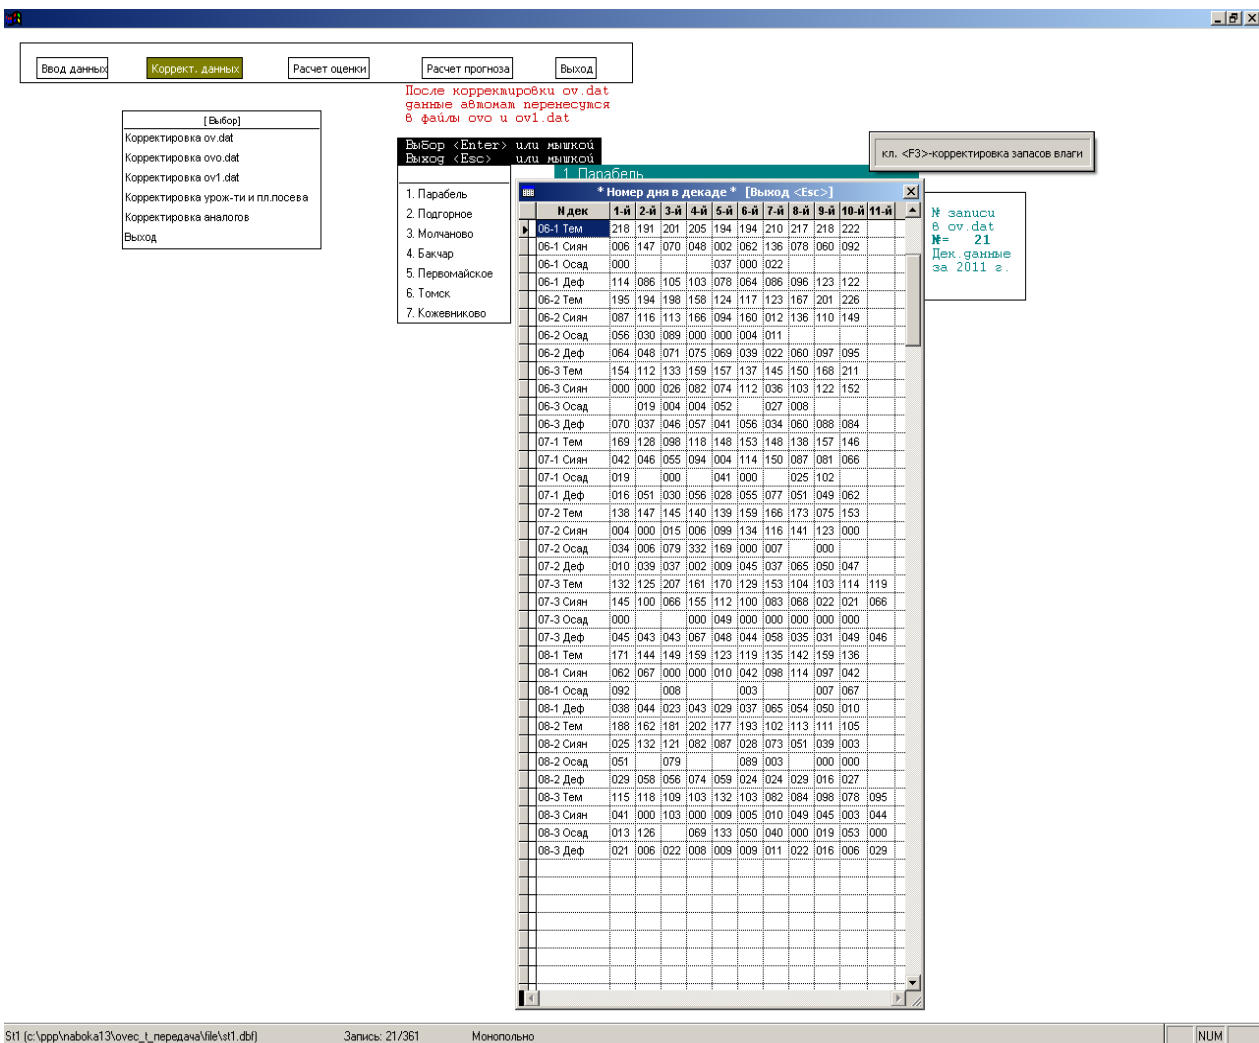 Ввод данных Коррект. данных Расчет оценки Расчет прогноза Выход
После корректировки ov.dat
данные автомат перенесутся
в файлы ovo и ov1.dat
[Выбор]
Корректировка ov.dat
Корректировка ovo.dat
Корректировка ov1.dat
Корректировка урож-ти и пл.посева
Корректировка аналогов
Выход
Выбор <Enter> или мышкой
Выход <Esc> или мышкой
1. Парабель
2. Подгорное
3. Молчаново
4. Бакчар
5. Первомайское
6. Томск
7. Кожевниково
1. Парабель
кл. <F3>-корректировка запасов влаги
№ записи
в ov.dat
№= 21
Дек.данные
за 2011 г.
* Номер дня в декаде * [Выход <Esc>]
N дек 1-й 2-й 3-й 4-й 5-й 6-й 7-й 8-й 9-й 10-й 11-й
06-1 Тем 218 191 201 205 194 194 210 217 218 222
06-1 Сиян 006 147 070 048 002 062 136 078 060 092
06-1 Осад 000 037 000 022
06-1 Деф 114 086 105 103 078 064 086 096 123 122
06-2 Тем 195 194 198 158 124 117 123 167 201 226
06-2 Сиян 087 116 113 166 094 160 012 136 110 149
06-2 Осад 056 030 089 000 000 004 011
06-2 Деф 064 048 071 075 069 039 022 060 097 095
06-3 Тем 154 112 133 159 157 137 145 150 168 211
06-3 Сиян 000 000 026 082 074 112 036 103 122 152
06-3 Осад 019 004 004 052 027 008
06-3 Деф 070 037 046 057 041 056 034 060 088 084
07-1 Тем 169 128 098 118 148 153 148 138 157 146
07-1 Сиян 042 046 055 094 004 114 150 087 081 066
07-1 Осад 019 000 041 000 025 102
07-1 Деф 016 051 030 056 028 055 077 051 049 062
07-2 Тем 138 147 145 140 139 159 166 173 075 153
07-2 Сиян 004 000 015 006 099 134 116 141 123 000
07-2 Осад 034 006 079 332 169 000 007 000
07-2 Деф 010 039 037 002 009 045 037 065 050 047
07-3 Тем 132 125 207 161 170 129 153 104 103 114 119
07-3 Сиян 145 100 066 155 112 100 083 068 022 021 066
07-3 Осад 000 000 049 000 000 000 000 000
07-3 Деф 045 043 043 067 048 044 058 035 031 049 046
08-1 Тем 171 144 149 159 123 119 135 142 159 136
08-1 Сиян 062 067 000 000 010 042 098 114 097 042
08-1 Осад 092 008 003 007 067
08-1 Деф 038 044 023 043 029 037 065 054 050 010
08-2 Тем 188 162 181 202 177 193 102 113 111 105
08-2 Сиян 025 132 121 082 087 028 073 051 039 003
08-2 Осад 051 079 089 003 000 000
08-2 Деф 029 058 056 074 059 024 024 029 016 027
08-3 Тем 115 118 109 103 132 103 082 084 098 078 095
08-3 Сиян 041 000 103 000 009 005 010 049 045 003 044
08-3 Осад 013 126 069 133 050 040 000 019 053 000
08-3 Деф 021 006 022 008 009 009 011 022 016 006 029
St1 (c:\ppp\naboka13\ovec_t_передача\file\st1.dbf) Запись: 21/361 Монопольно NUM